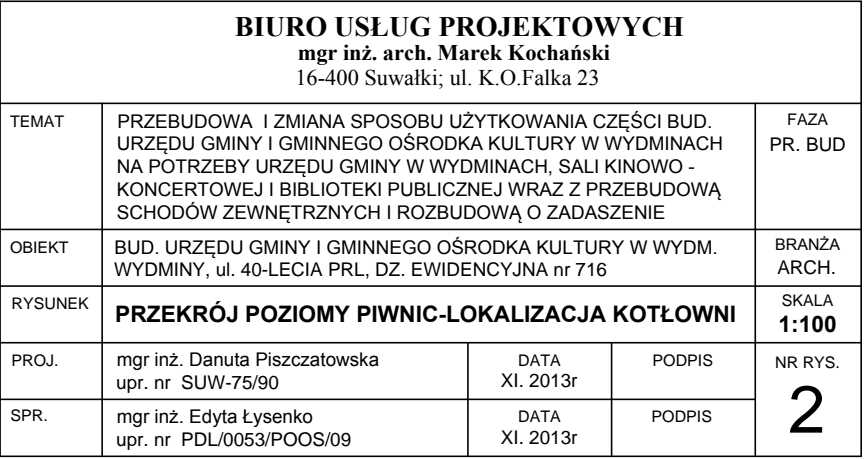 BIURO USŁUG PROJEKTOWYCH
mgr inż. arch. Marek Kochański
16-400 Suwałki; ul. K.O.Falka 23
TEMAT
PRZEBUDOWA I ZMIANA SPOSOBU UŻYTKOWANIA CZĘŚCI BUD.
URZĘDU GMINY I GMINNEGO OŚRODKA KULTURY W WYDMINACH
NA POTRZEBY URZĘDU GMINY W WYDMINACH, SALI KINOWO -
KONCERTOWEJ I BIBLIOTEKI PUBLICZNEJ WRAZ Z PRZEBUDOWĄ
SCHODÓW ZEWNĘTRZNYCH I ROZBUDOWĄ O ZADASZENIE
FAZA
PR. BUD
OBIEKT
BUD. URZĘDU GMINY I GMINNEGO OŚRODKA KULTURY W WYDM.
WYDMINY, ul. 40-LECIA PRL, DZ. EWIDENCYJNA nr 716
BRANŻA
ARCH.
RYSUNEK
PRZEKRÓJ POZIOMY PIWNIC-LOKALIZACJA KOTŁOWNI
SKALA
1:100
PROJ.
mgr inż. Danuta Piszczatowska
upr. nr SUW-75/90
DATA
XI. 2013r
PODPIS
NR RYS.
2
SPR.
mgr inż. Edyta Łysenko
upr. nr PDL/0053/POOS/09
DATA
XI. 2013r
PODPIS